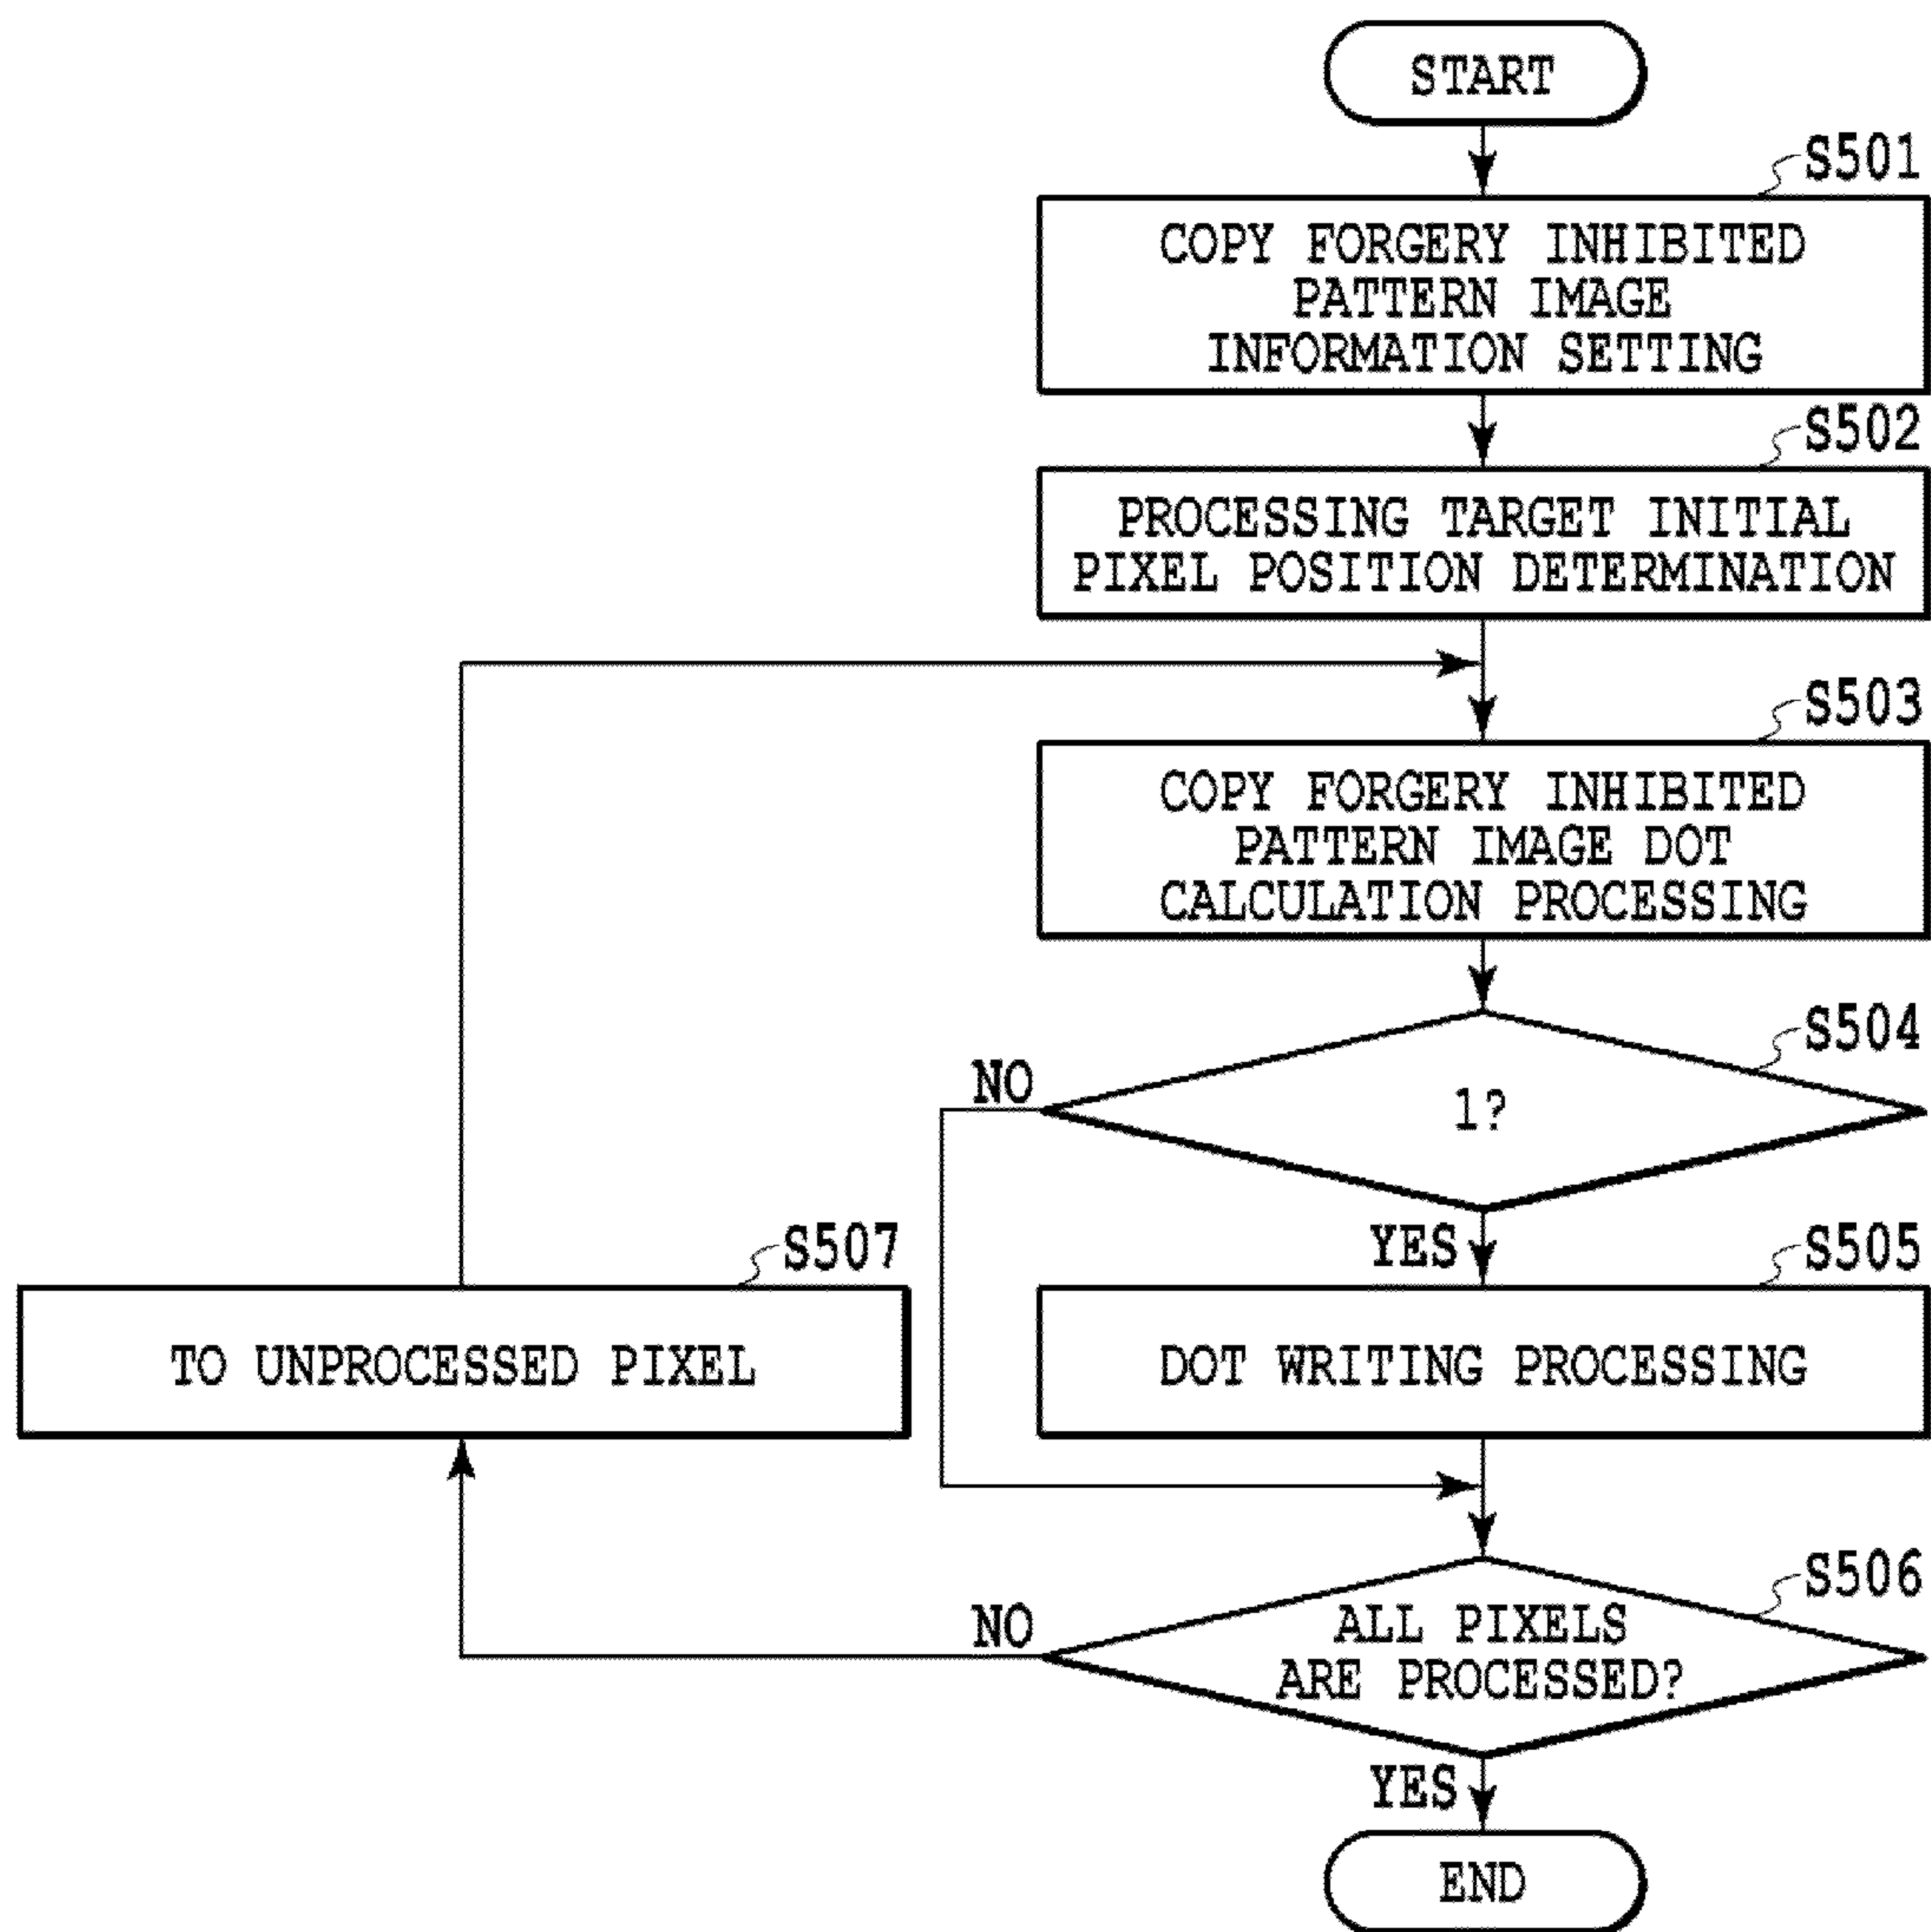 START
S501
COPY FORGERY INHIBITED
PATTERN IMAGE
INFORMATION SETTING
S502
PROCESSING TARGET INITIAL
PIXEL POSITION DETERMINATION
S503
COPY FORGERY INHIBITED
PATTERN IMAGE DOT
CALCULATION PROCESSING
S504
NO
1?
YES
S505
S507
TO UNPROCESSED PIXEL
DOT WRITING PROCESSING
S506
NO
ALL PIXELS
ARE PROCESSED?
YES
END